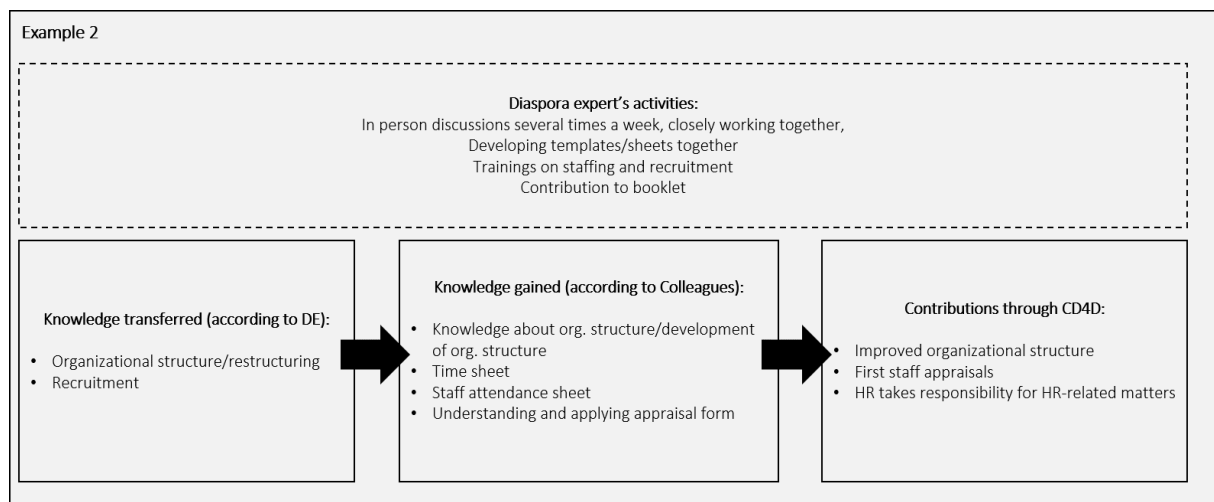 Example 2
Diaspora expert's activities:
In person discussions several times a week, closely working together,
Developing templates/sheets together
Trainings on staffing and recruitment
Contribution to booklet
Knowledge transferred (according to DE):
• Organizational structure/restructuring
• Recruitment
Knowledge gained (according to Colleagues):
• Knowledge about org. structure/development
of org. structure
• Time sheet
• Staff attendance sheet
• Understanding and applying appraisal form
Contributions through CD4D:
• Improved organizational structure
• First staff appraisals
• HR takes responsibility for HR-related matters